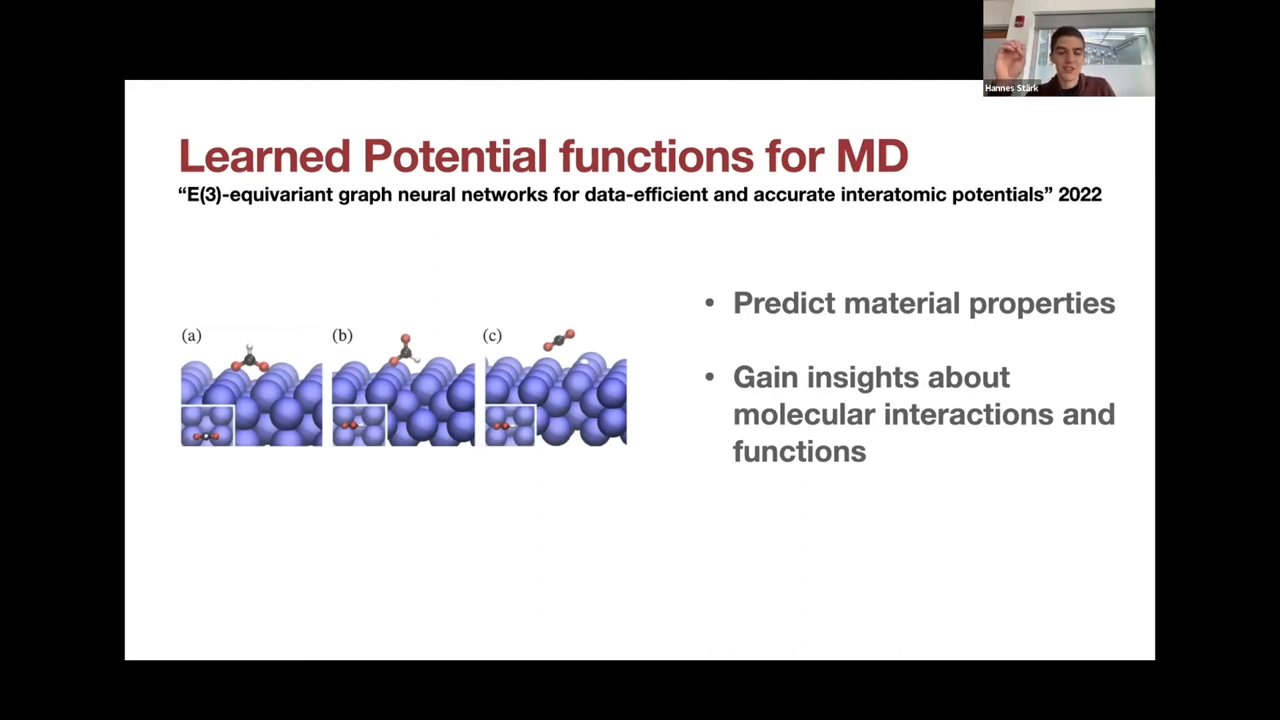 Hannes Stärk
Learned Potential functions for MD
“E(3)-equivariant graph neural networks for data-efficient and accurate interatomic potentials” 2022
(a)
(b)
(c)
• Predict material properties
• Gain insights about
molecular interactions and
functions